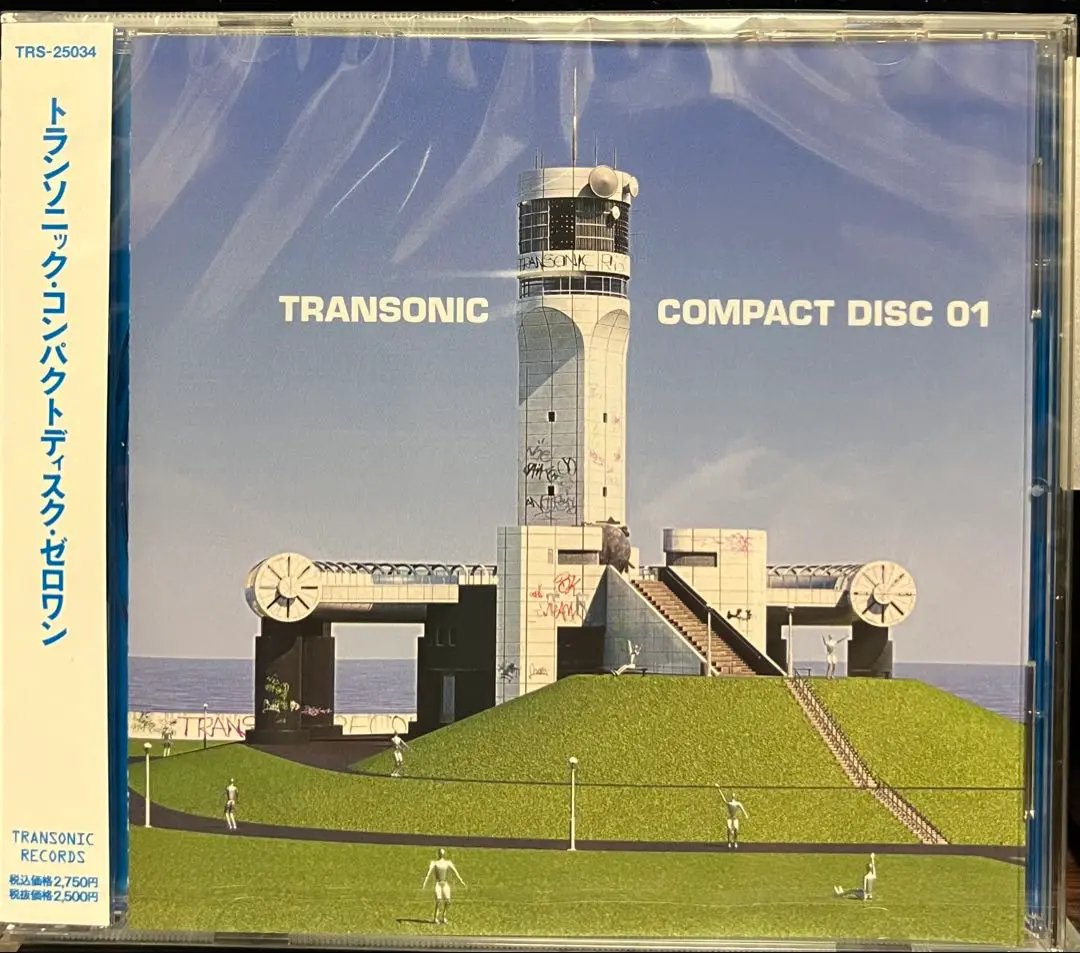 TRS-25034
トランソニック・コンパクトディスク・ゼロワン
TRANSONIC
RECORDS
税込価格2,750円
税抜価格2,500円
TRANSONIC COMPACT DISC 01
TRANSONIC
TRANS